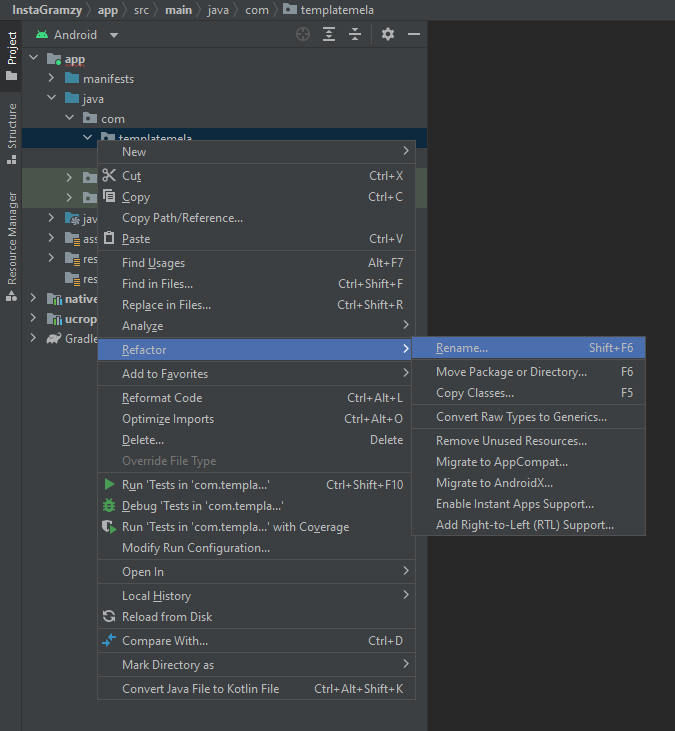 InstaGramzy app src main java com templatemela
Project
Structure
Resource Manager
Android
app
manifests
java
com
templatemela
jav
ass
res
res
native
ucrop
Gradle
New
Cut Ctrl+X
Copy Ctrl+C
Copy Path/Reference...
Paste Ctrl+V
Find Usages Alt+F7
Find in Files... Ctrl+Shift+F
Replace in Files... Ctrl+Shift+R
Analyze
Refactor
Add to Favorites
Reformat Code Ctrl+Alt+L
Optimize Imports Ctrl+Alt+O
Delete... Delete
Override File Type
Run 'Tests in 'com.templa...' Ctrl+Shift+F10
Debug 'Tests in 'com.templa...'
Run 'Tests in 'com.templa...' with Coverage
Modify Run Configuration...
Open In
Local History
Reload from Disk
Compare With... Ctrl+D
Mark Directory as
Convert Java File to Kotlin File Ctrl+Alt+Shift+K
Rename... Shift+F6
Move Package or Directory... F6
Copy Classes... F5
Convert Raw Types to Generics...
Remove Unused Resources...
Migrate to AppCompat...
Migrate to AndroidX...
Enable Instant Apps Support...
Add Right-to-Left (RTL) Support...